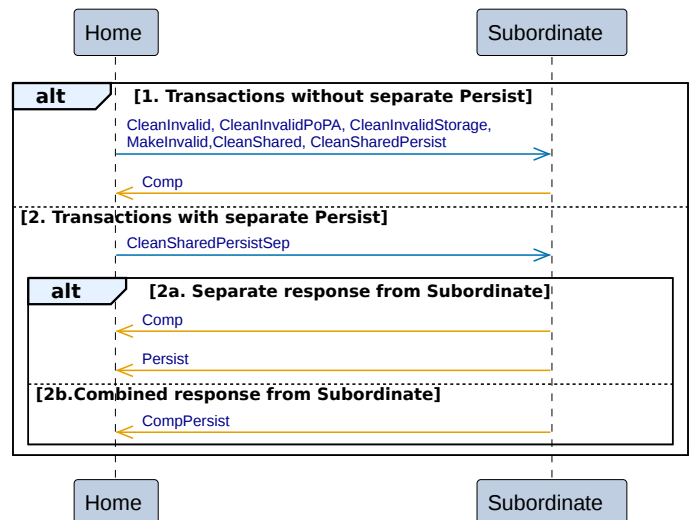 Home
Subordinate
alt
[1. Transactions without separate Persist]
CleanInvalid, CleanInvalidPoPA, CleanInvalidStorage,
MakeInvalid,CleanShared, CleanSharedPersist
Comp
[2. Transactions with separate Persist]
CleanSharedPersistSep
alt
[2a. Separate response from Subordinate]
Comp
Persist
[2b.Combined response from Subordinate]
CompPersist
Home
Subordinate